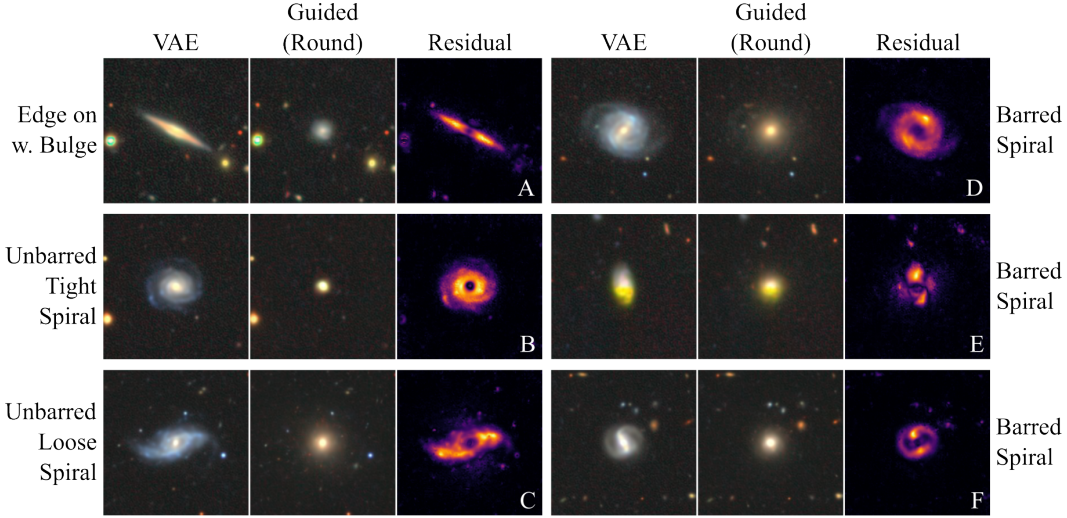 VAE
Guided
(Round)
Residual
VAE
Guided
(Round)
Residual
Edge on
w. Bulge
A
D
Barred
Spiral
Unbarred
Tight
Spiral
B
E
Barred
Spiral
Unbarred
Loose
Spiral
C
F
Barred
Spiral